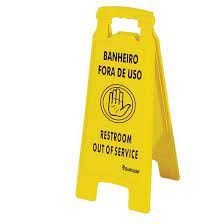 BANHEIRO
FORA DE USO
RESTROOM
OUT OF SERVICE